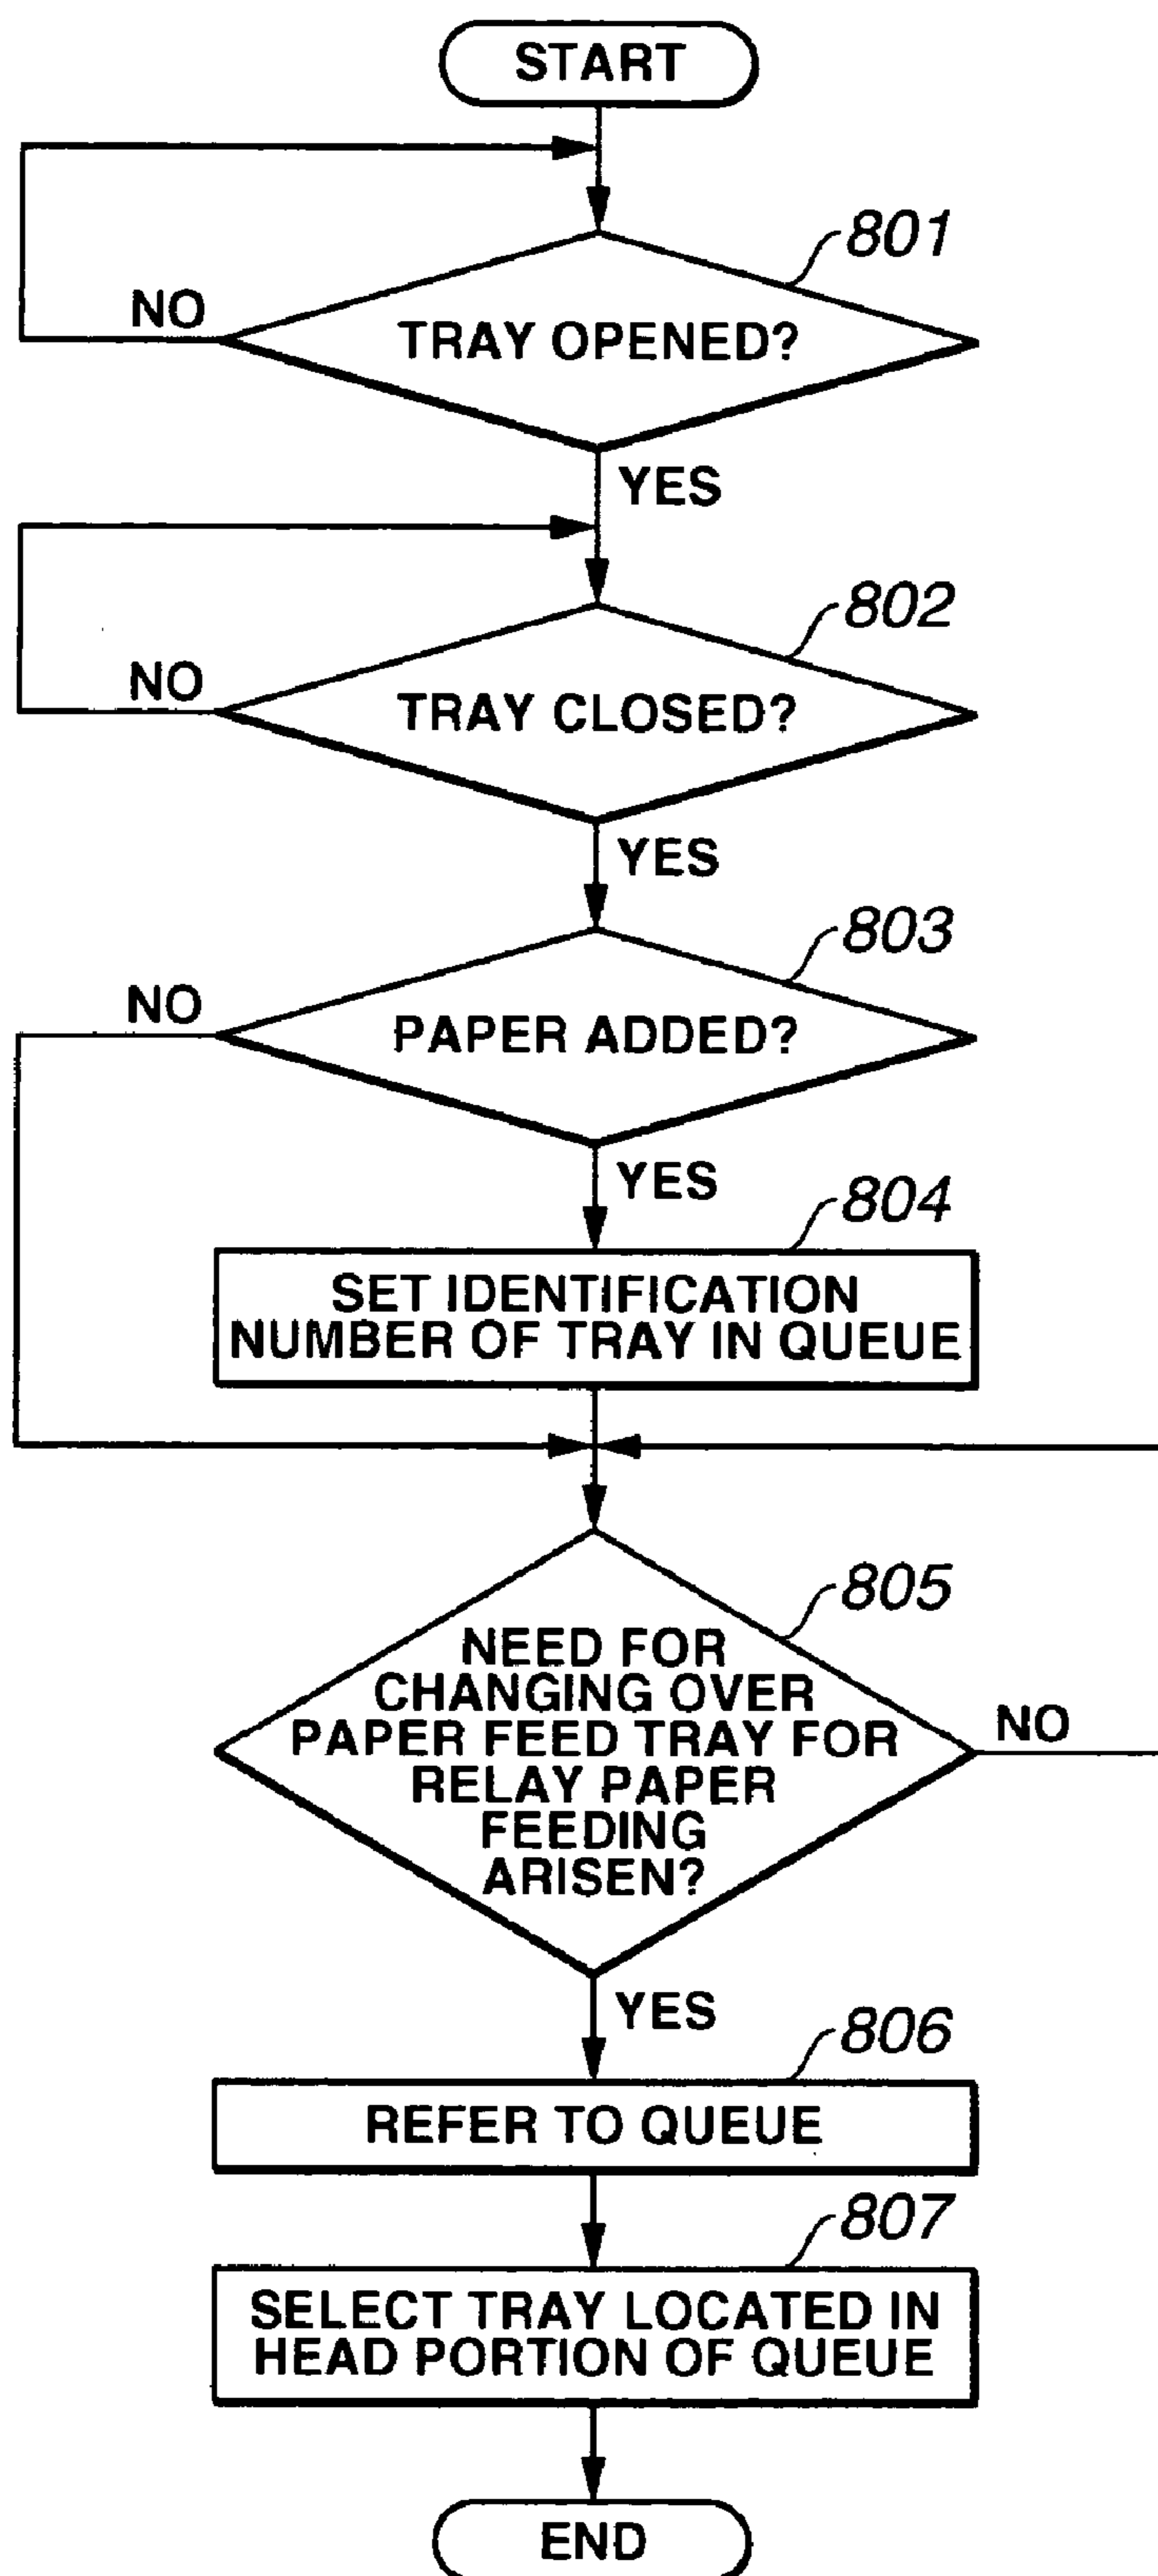 START
801
NO
TRAY OPENED?
YES
802
NO
TRAY CLOSED?
YES
803
NO
PAPER ADDED?
YES
804
SET IDENTIFICATION
NUMBER OF TRAY IN QUEUE
805
NEED FOR
CHANGING OVER
PAPER FEED TRAY FOR
RELAY PAPER
FEEDING
ARISEN?
NO
YES
806
REFER TO QUEUE
807
SELECT TRAY LOCATED IN
HEAD PORTION OF QUEUE
END